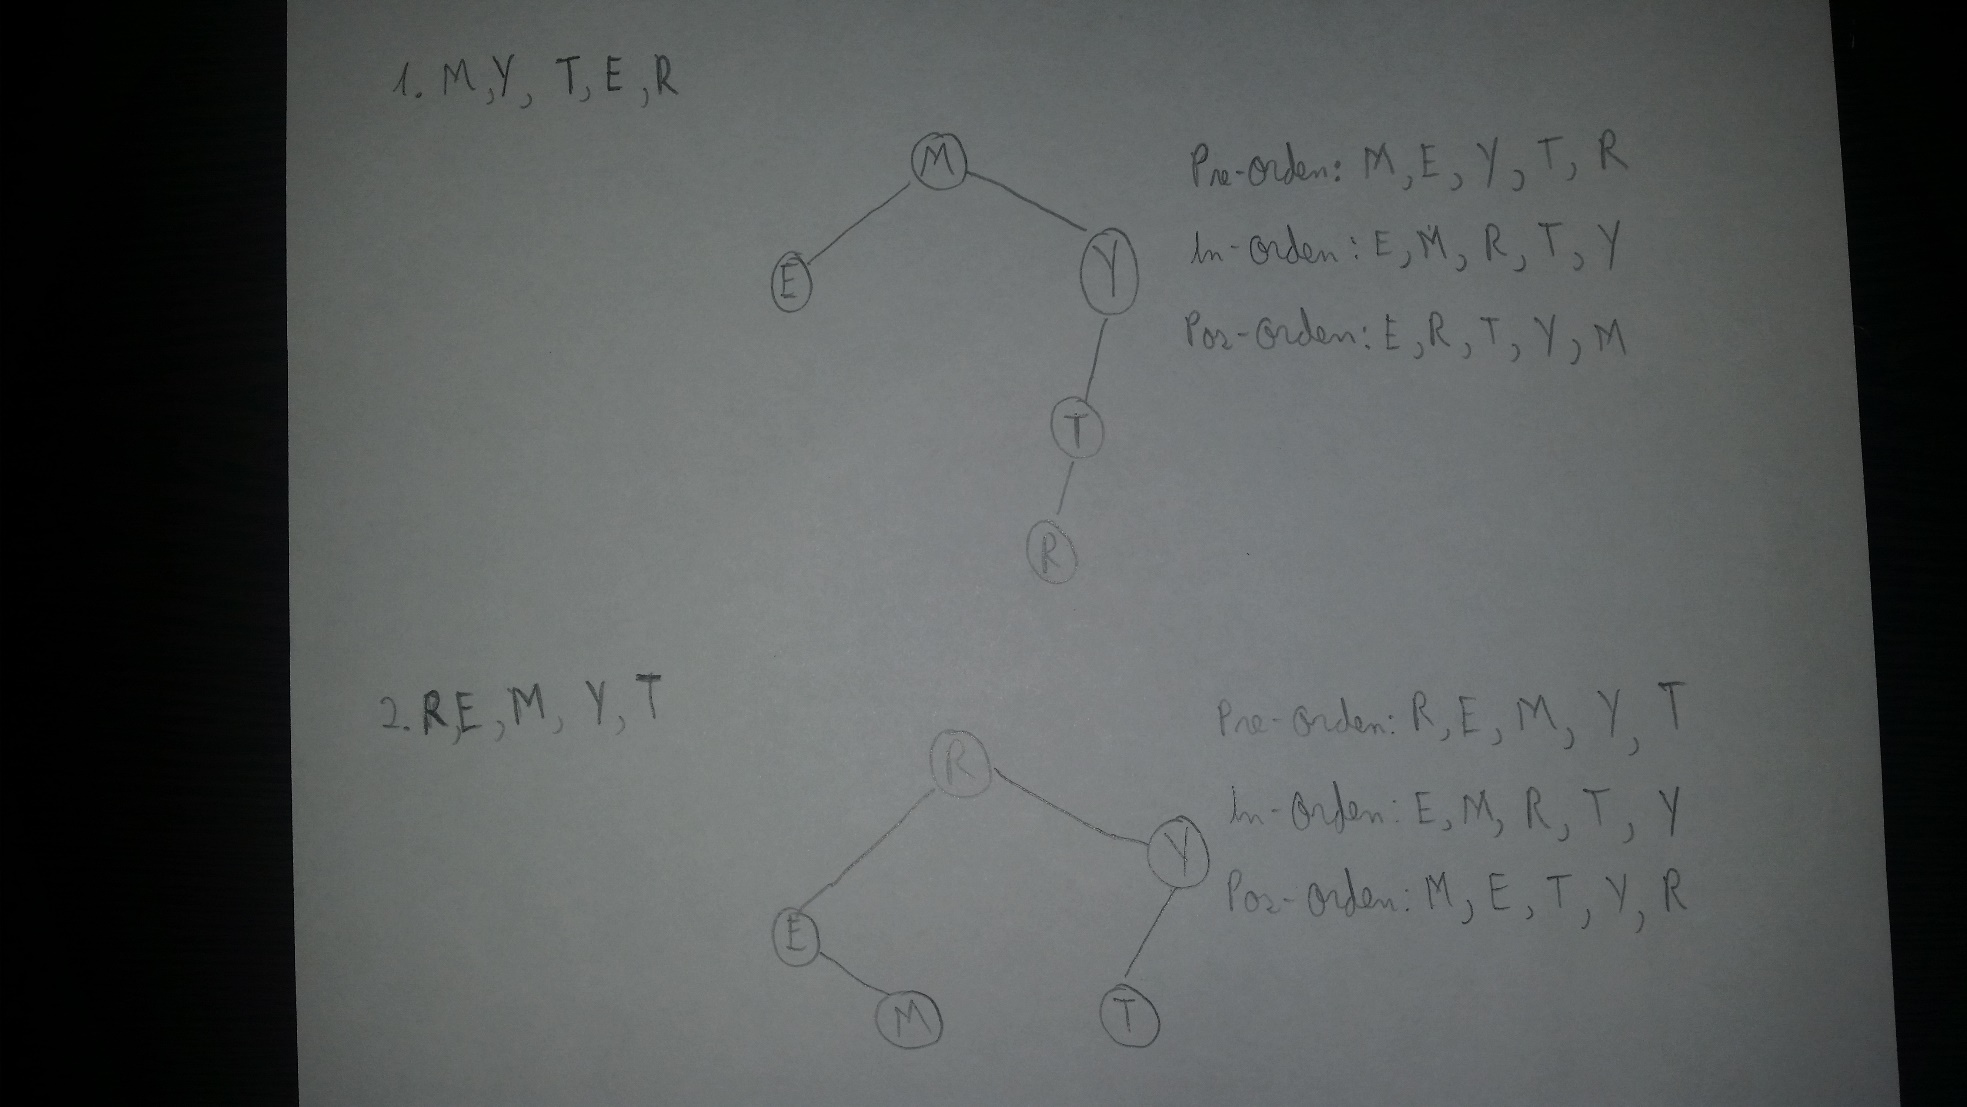 1. M,Y, T, E, R
M
E
Y
T
R
Pre-Orden: M, E, Y, T, R
In-Orden: E, M, R, T, Y
Pos-Orden: E, R, T, Y, M
2. R,E, M, Y, T
R
E
Y
M
T
Pre-Orden: R, E, M, Y, T
In-Orden: E, M, R, T, Y
Pos-Orden: M, E, T, Y, R